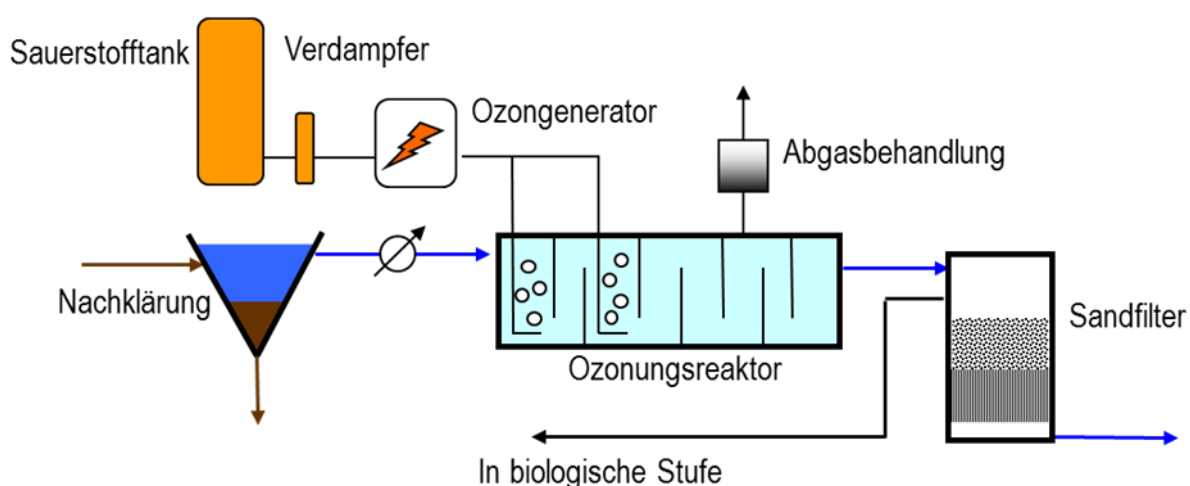 Sauerstofftank
Verdampfer
Ozongenerator
Abgasbehandlung
Nachklärung
Ozonungsreaktor
Sandfilter
In biologische Stufe